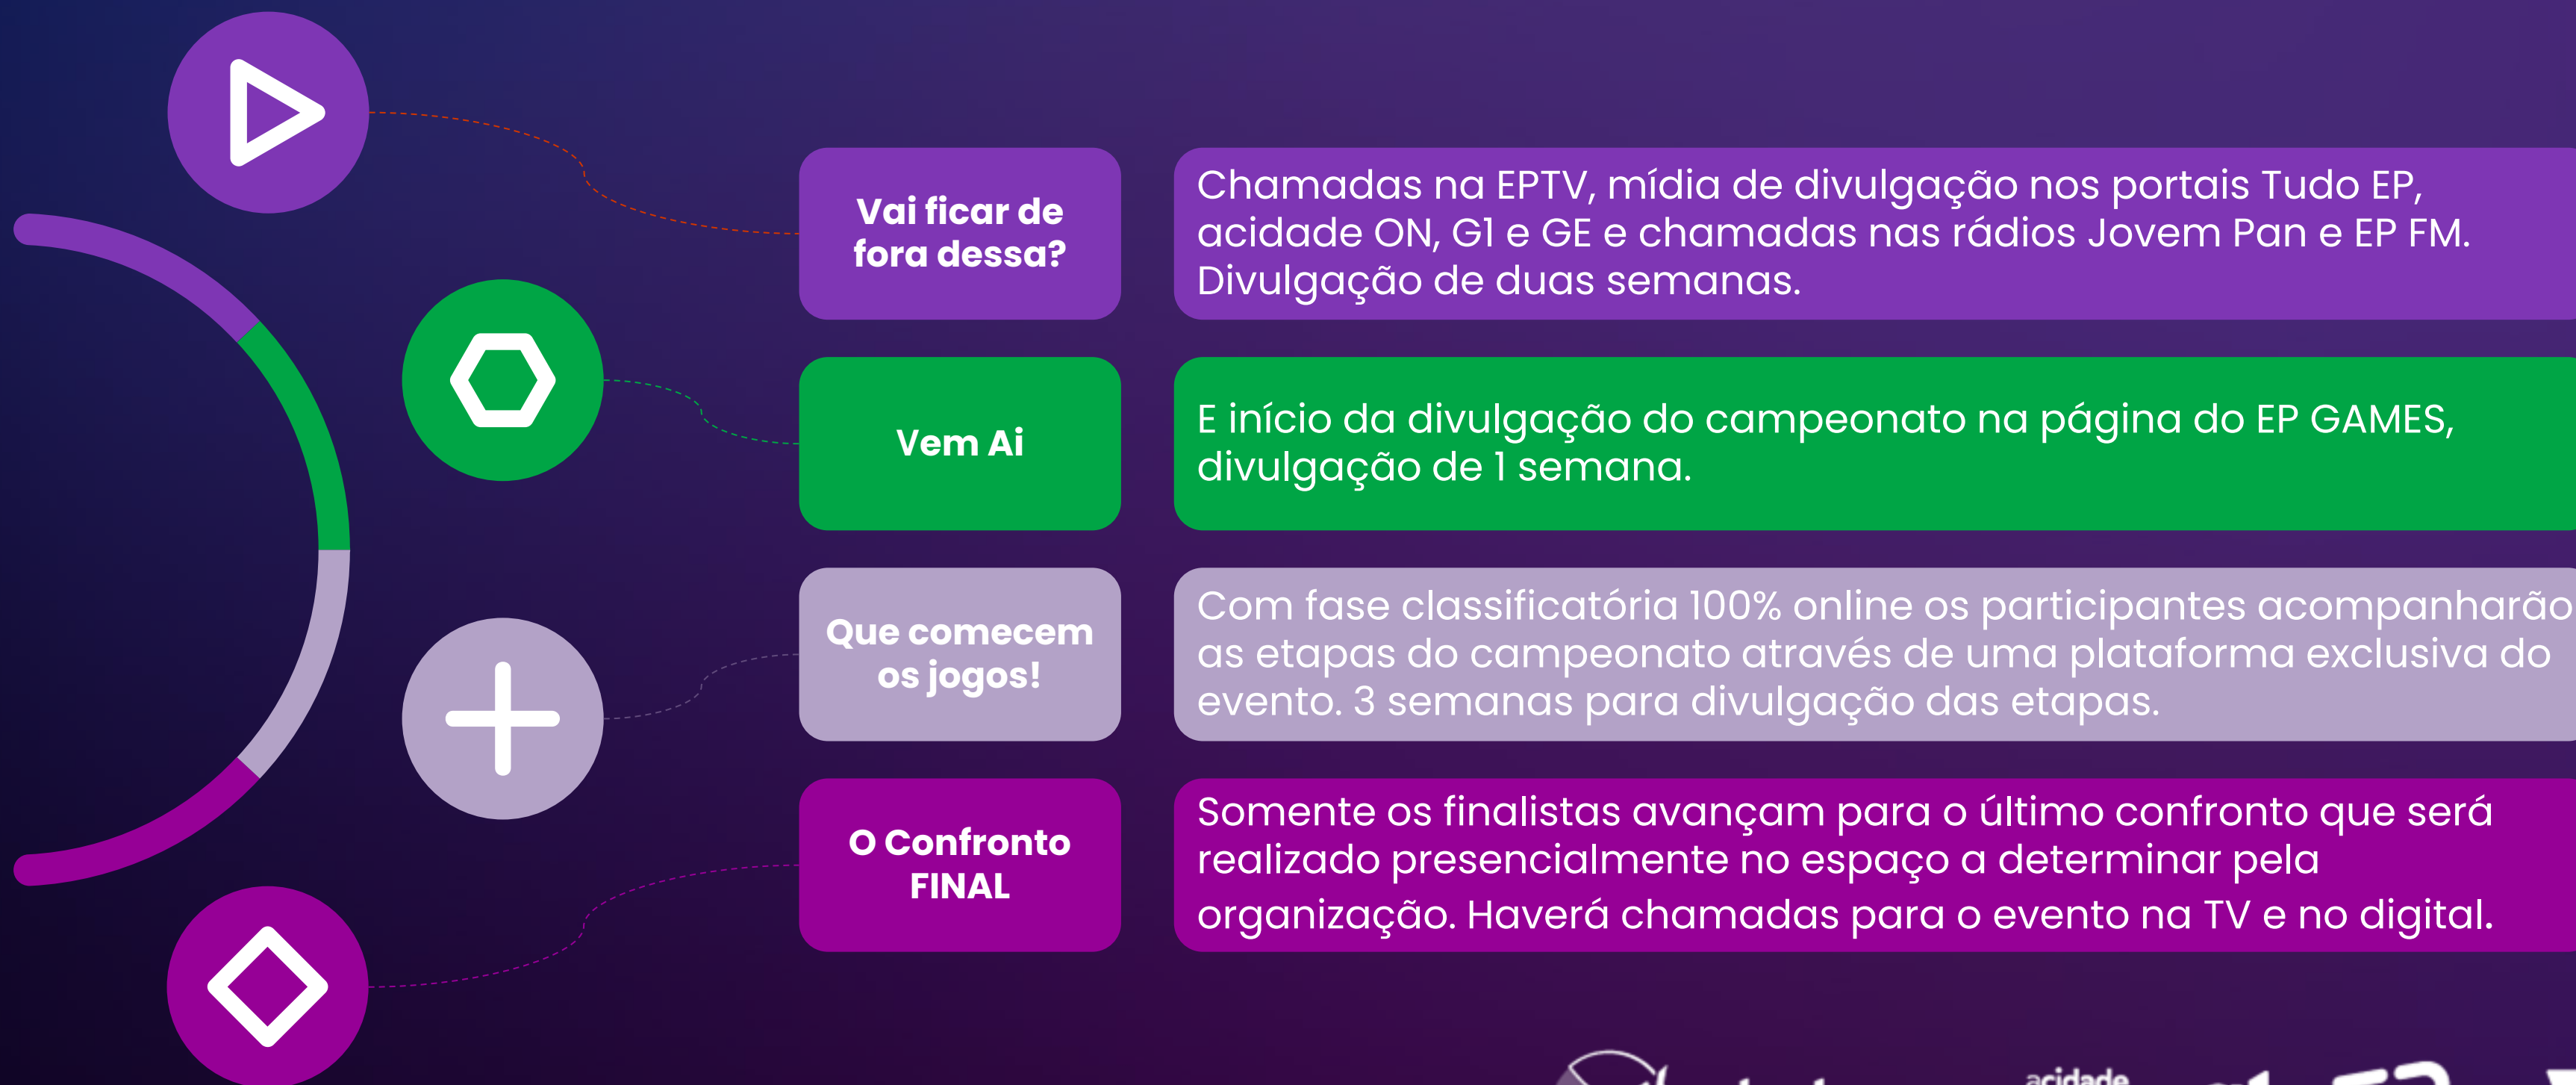 Vai ficar de
fora dessa?
Chamadas na EPTV, mídia de divulgação nos portais Tudo EP,
acidade ON, G1 e GE e chamadas nas rádios Jovem Pan e EP FM.
Divulgação de duas semanas.
Vem Ai
E início da divulgação do campeonato na página do EP GAMES,
divulgação de 1 semana.
Que comecem
os jogos!
Com fase classificatória 100% online os participantes acompanharão
as etapas do campeonato através de uma plataforma exclusiva do
evento. 3 semanas para divulgação das etapas.
O Confronto
FINAL
Somente os finalistas avançam para o último confronto que será
realizado presencialmente no espaço a determinar pela
organização. Haverá chamadas para o evento na TV e no digital.
acidade